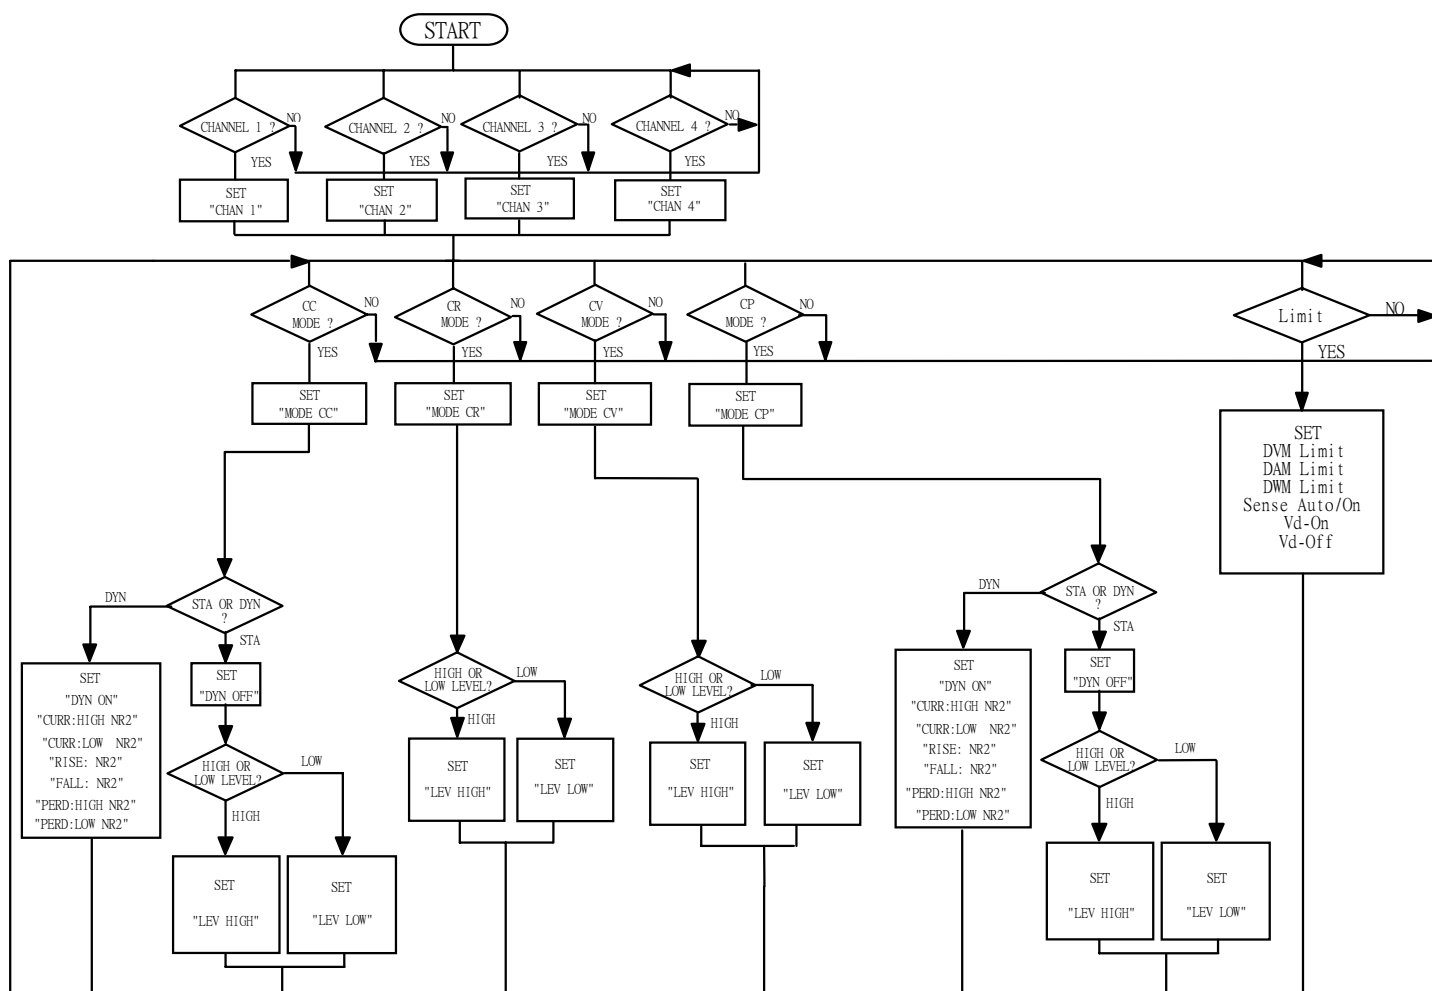 START
CHANNEL 1 ?
NO
CHANNEL 2 ?
NO
CHANNEL 3 ?
NO
CHANNEL 4 ?
NO
YES
YES
YES
YES
SET
"CHAN 1"
SET
"CHAN 2"
SET
"CHAN 3"
SET
"CHAN 4"
CC
MODE ?
NO
CR
MODE ?
NO
CV
MODE ?
NO
CP
MODE ?
NO
Limit
NO
YES
YES
YES
YES
YES
SET
"MODE CC"
SET
"MODE CR"
SET
"MODE CV"
SET
"MODE CP"
SET
DVM Limit
DAM Limit
DWM Limit
Sense Auto/On
Vd-On
Vd-Off
DYN
STA OR DYN
?
STA
SET
"DYN ON"
"CURR:HIGH NR2"
"CURR:LOW  NR2"
"RISE: NR2"
"FALL: NR2"
"PERD:HIGH NR2"
"PERD:LOW NR2"
SET
"DYN OFF"
HIGH OR
LOW LEVEL?
LOW
HIGH
SET
"LEV HIGH"
SET
"LEV LOW"
HIGH OR
LOW LEVEL?
LOW
HIGH
SET
"LEV HIGH"
SET
"LEV LOW"
HIGH OR
LOW LEVEL?
LOW
HIGH
SET
"LEV HIGH"
SET
"LEV LOW"
DYN
STA OR DYN
?
STA
SET
"DYN ON"
"CURR:HIGH NR2"
"CURR:LOW  NR2"
"RISE: NR2"
"FALL: NR2"
"PERD:HIGH NR2"
"PERD:LOW NR2"
SET
"DYN OFF"
HIGH OR
LOW LEVEL?
LOW
HIGH
SET
"LEV HIGH"
SET
"LEV LOW"